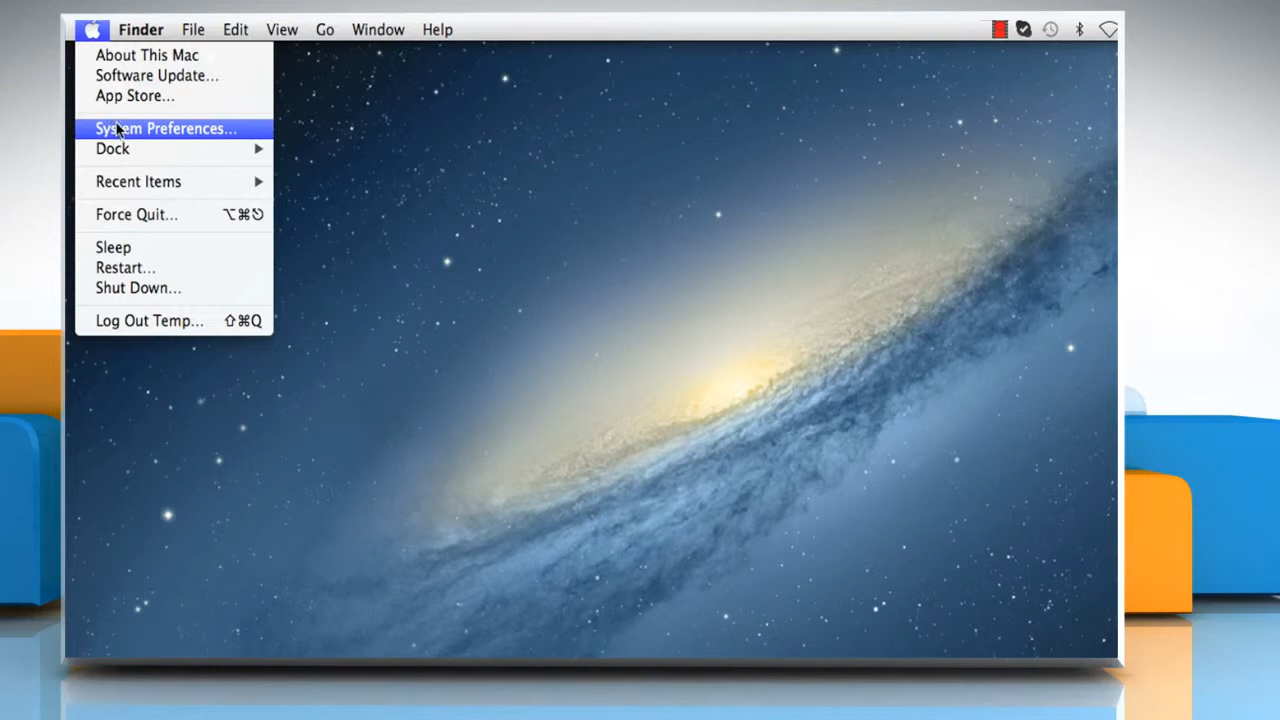 Finder File Edit View Go Window Help
About This Mac
Software Update...
App Store...
System Preferences...
Dock
Recent Items
Force Quit... ⌥⌘⎋
Sleep
Restart...
Shut Down...
Log Out Temp... ⇧⌘Q